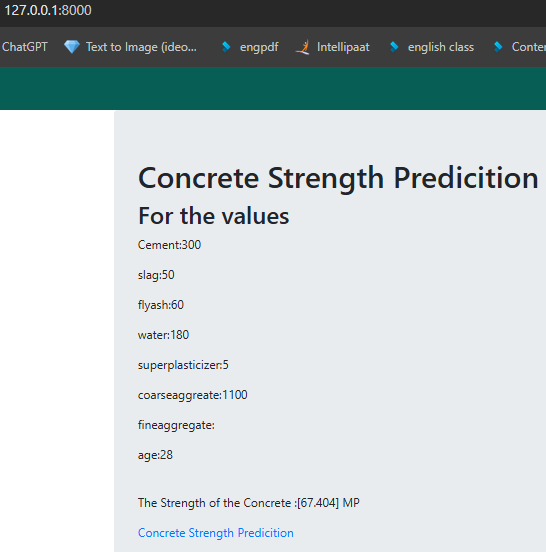 127.0.0.1:8000
ChatGPT Text to Image (ideo... engpdf Intellipaat english class Conter
Concrete Strength Predicition
For the values
Cement:300
slag:50
flyash:60
water:180
superplasticizer:5
coarseaggreate:1100
fineaggregate:
age:28
The Strength of the Concrete :[67.404] MP
Concrete Strength Predicition